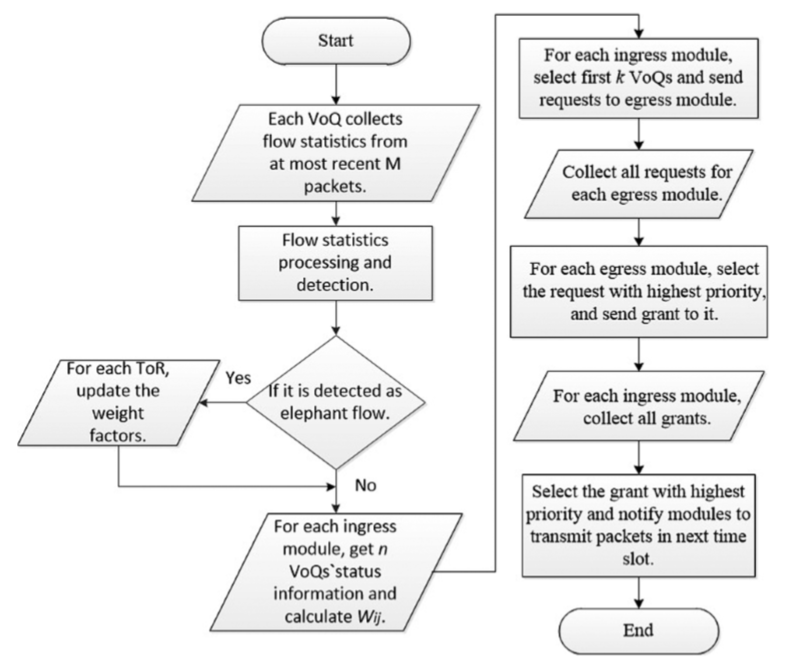 Start
Each VoQ collects
flow statistics from
at most recent M
packets.
Flow statistics
processing and
detection.
If it is detected as
elephant flow.
Yes
For each ToR,
update the
weight
factors.
No
For each ingress
module, get n
VoQs`status
information and
calculate Wij.
For each ingress module,
select first k VoQs and send
requests to egress module.
Collect all requests for
each egress module.
For each egress module, select
the request with highest priority,
and send grant to it.
For each ingress module,
collect all grants.
Select the grant with highest
priority and notify modules to
transmit packets in next time
slot.
End